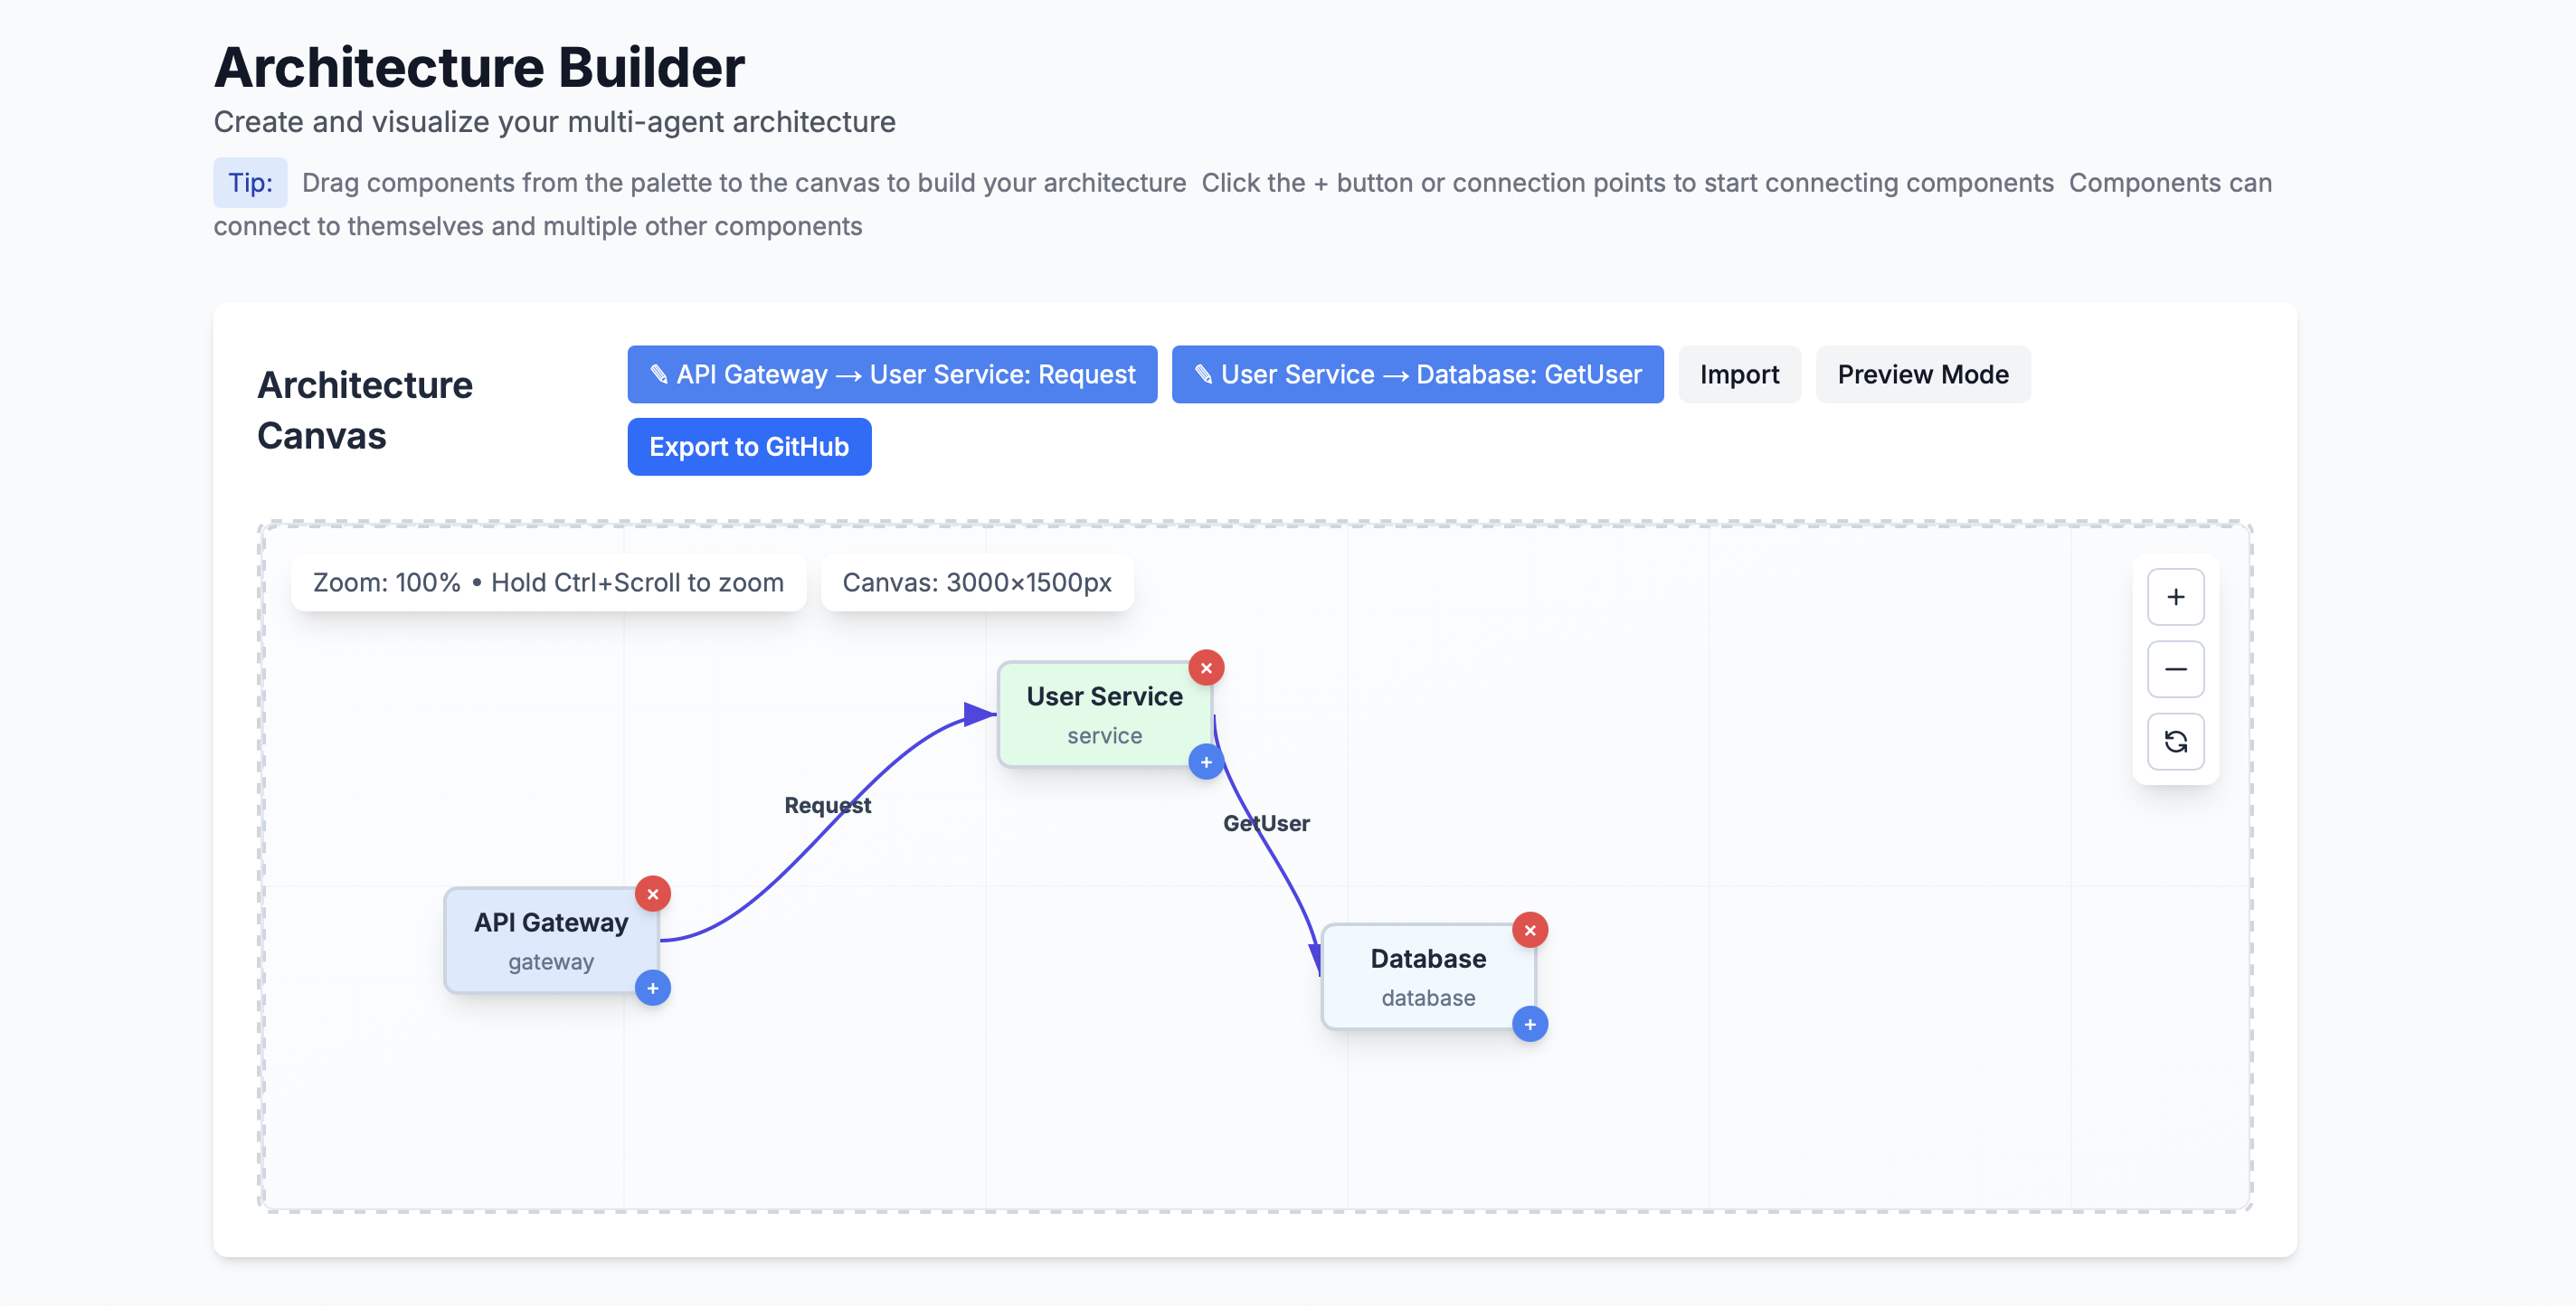 Architecture Builder
Create and visualize your multi-agent architecture
Tip: Drag components from the palette to the canvas to build your architecture Click the + button or connection points to start connecting components Components can
connect to themselves and multiple other components
Architecture
Canvas
✎ API Gateway → User Service: Request
✎ User Service → Database: GetUser
Import
Preview Mode
Export to GitHub
Zoom: 100% • Hold Ctrl+Scroll to zoom
Canvas: 3000×1500px
+
−
User Service
service
×
+
Request
GetUser
API Gateway
gateway
×
+
Database
database
×
+